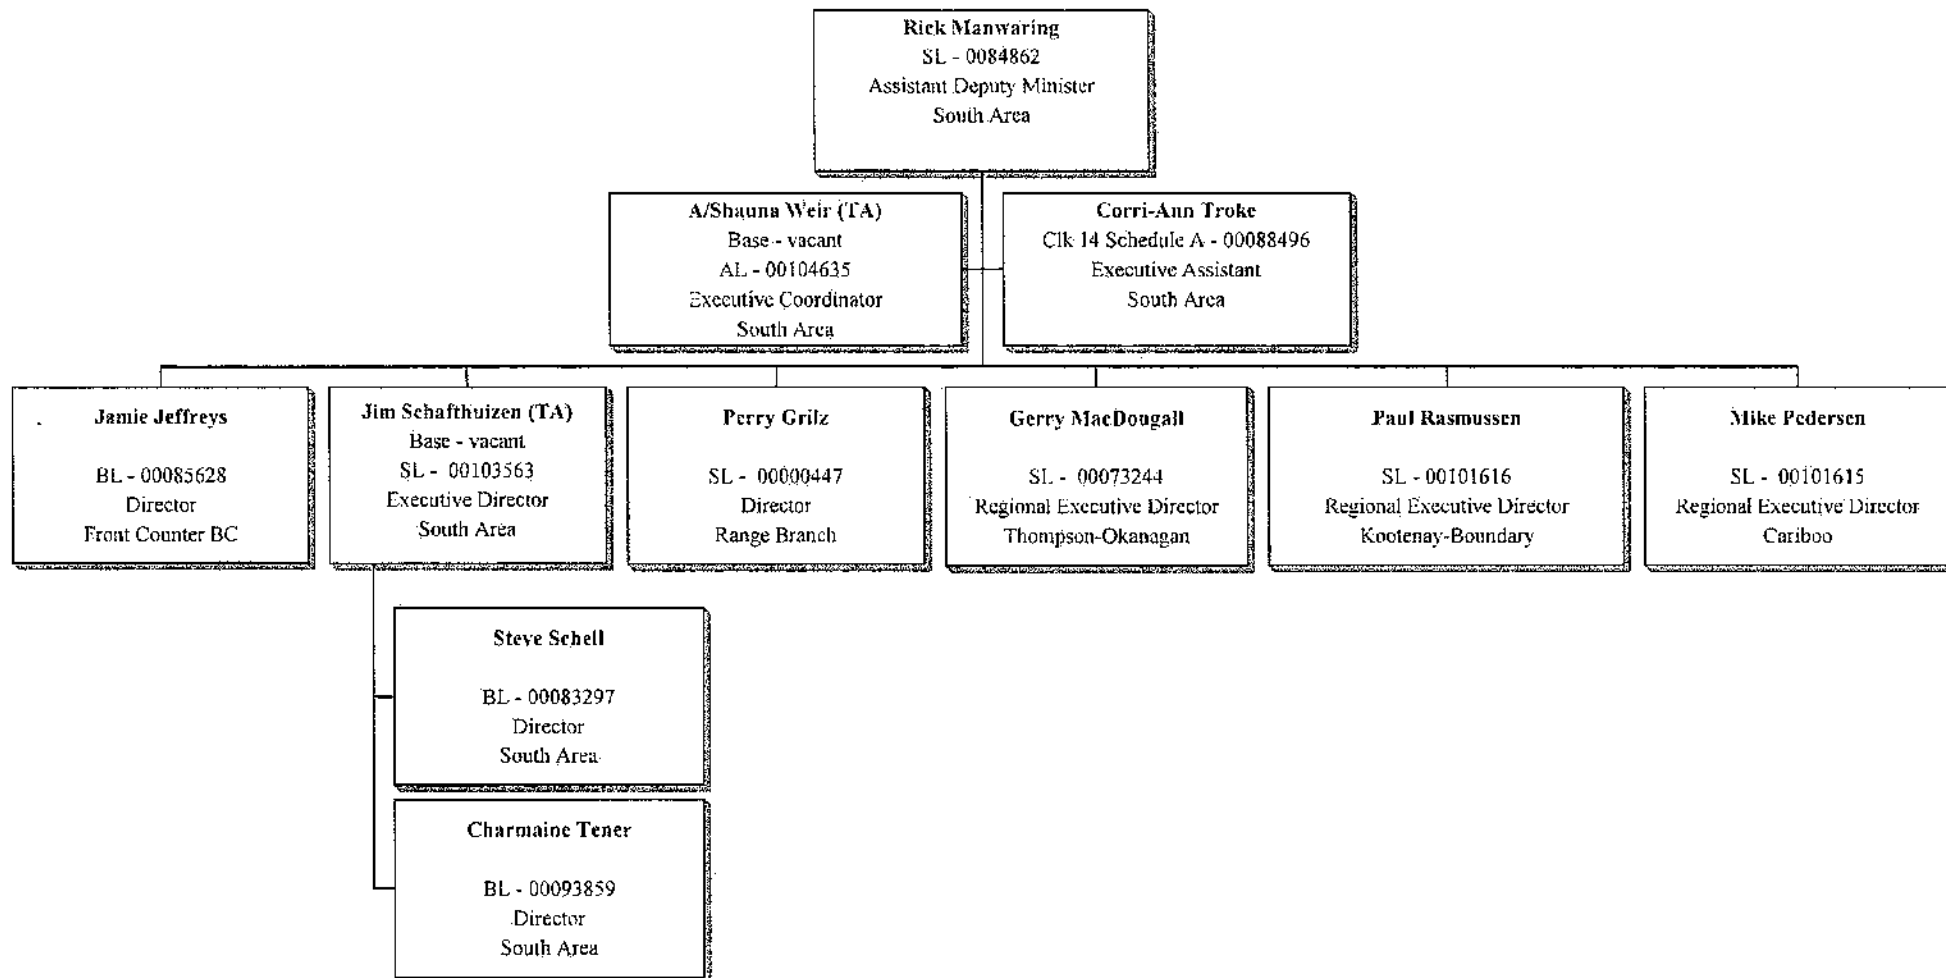 Rick Manwaring
SL - 0084862
Assistant Deputy Minister
South Area
A/Shauna Weir (TA)
Base - vacant
AL - 00104635
Executive Coordinator
South Area
Corri-Ann Troke
Clk 14 Schedule A - 00088496
Executive Assistant
South Area
Jamie Jeffreys
BL - 00085628
Director
Front Counter BC
Jim Schafthuizen (TA)
Base - vacant
SL - 00103563
Executive Director
South Area
Perry Grilz
SL - 00000447
Director
Range Branch
Gerry MacDougall
SL - 00073244
Regional Executive Director
Thompson-Okanagan
Paul Rasmussen
SL - 00101616
Regional Executive Director
Kootenay-Boundary
Mike Pedersen
SL - 00101615
Regional Executive Director
Cariboo
Steve Schell
BL - 00083297
Director
South Area
Charmaine Tener
BL - 00093859
Director
South Area